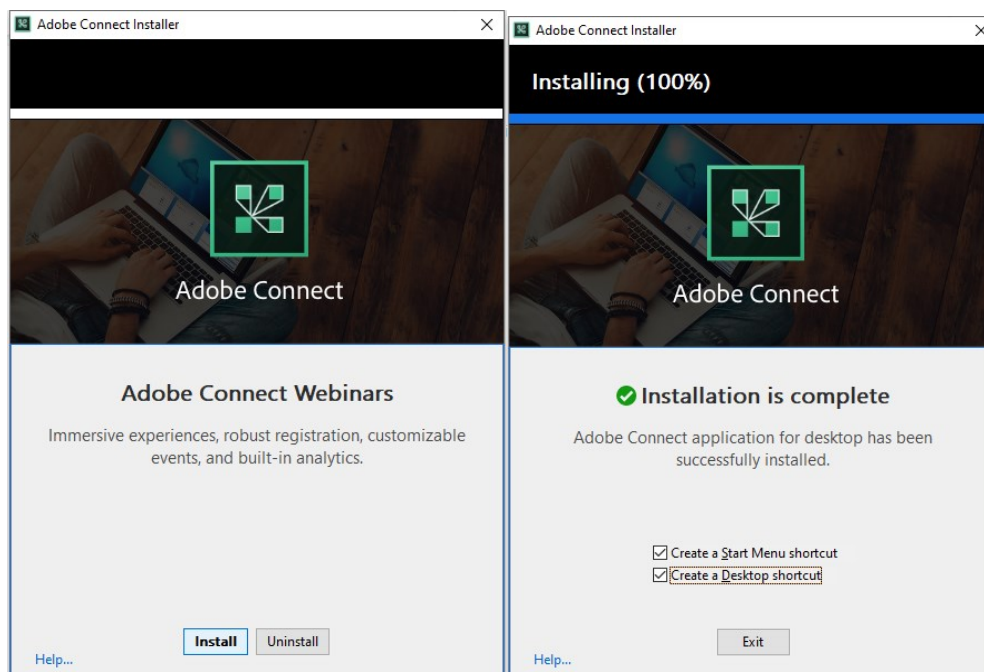 Adobe Connect Installer
Adobe Connect
Adobe Connect Webinars
Immersive experiences, robust registration, customizable
events, and built-in analytics.
Install
Uninstall
Help...
Adobe Connect Installer
Installing (100%)
Adobe Connect
Installation is complete
Adobe Connect application for desktop has been
successfully installed.
Create a Start Menu shortcut
Create a Desktop shortcut
Exit
Help...